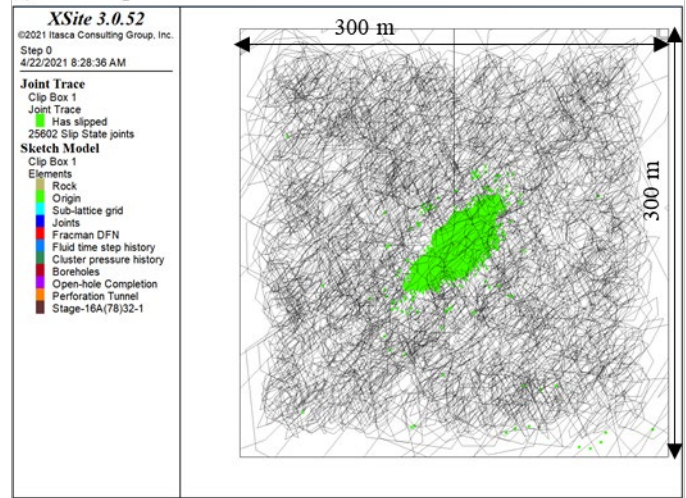 XSite 3.0.52
©2021 Itasca Consulting Group, Inc.
Step 0
4/22/2021 8:28:36 AM
Joint Trace
Clip Box 1
Joint Trace
Has slipped
25602 Slip State joints
Sketch Model
Clip Box 1
Elements
Rock
Origin
Sub-lattice grid
Joints
Fracman DFN
Fluid time step history
Cluster pressure history
Boreholes
Open-hole Completion
Perforation Tunnel
Stage-16A(78)32-1
300 m
300 m